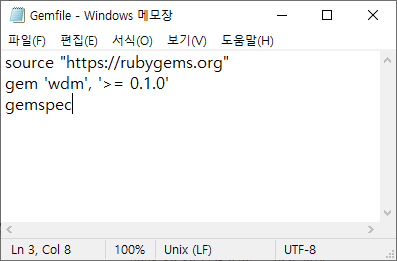 Gemfile - Windows 메모장
파일(F) 편집(E) 서식(O) 보기(V) 도움말(H)
source "https://rubygems.org"
gem 'wdm', '>= 0.1.0'
gemspec
Ln 3, Col 8 100% Unix (LF) UTF-8